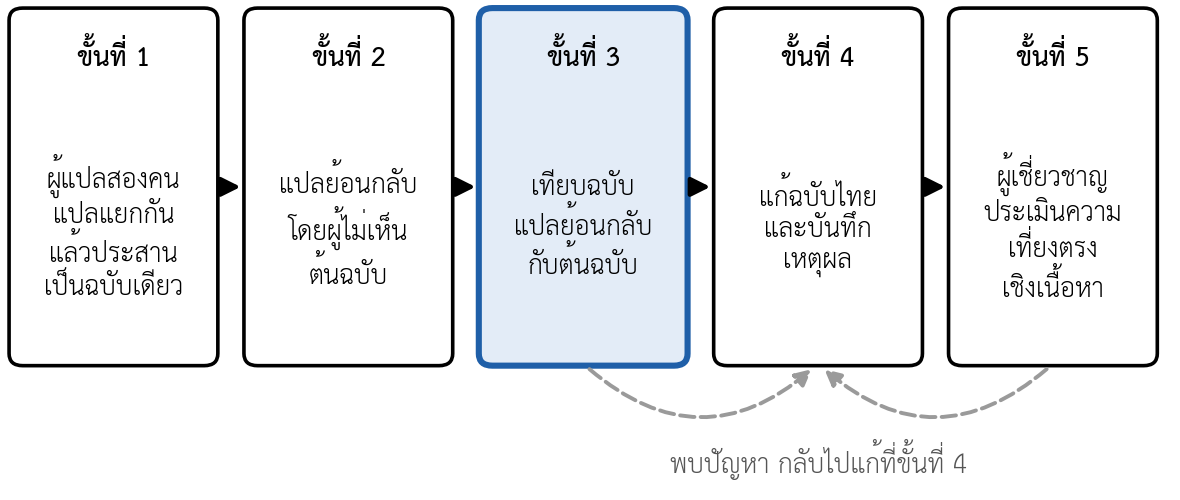 ขั้นที่ 1
ผู้แปลสองคน
แปลแยกกัน
แล้วประสาน
เป็นฉบับเดียว
ขั้นที่ 2
แปลย้อนกลับ
โดยผู้ไม่เห็น
ต้นฉบับ
ขั้นที่ 3
เทียบฉบับ
แปลย้อนกลับ
กับต้นฉบับ
ขั้นที่ 4
แก้ฉบับไทย
และบันทึก
เหตุผล
ขั้นที่ 5
ผู้เชี่ยวชาญ
ประเมินความ
เที่ยงตรง
เชิงเนื้อหา
พบปัญหา กลับไปแก้ที่ขั้นที่ 4